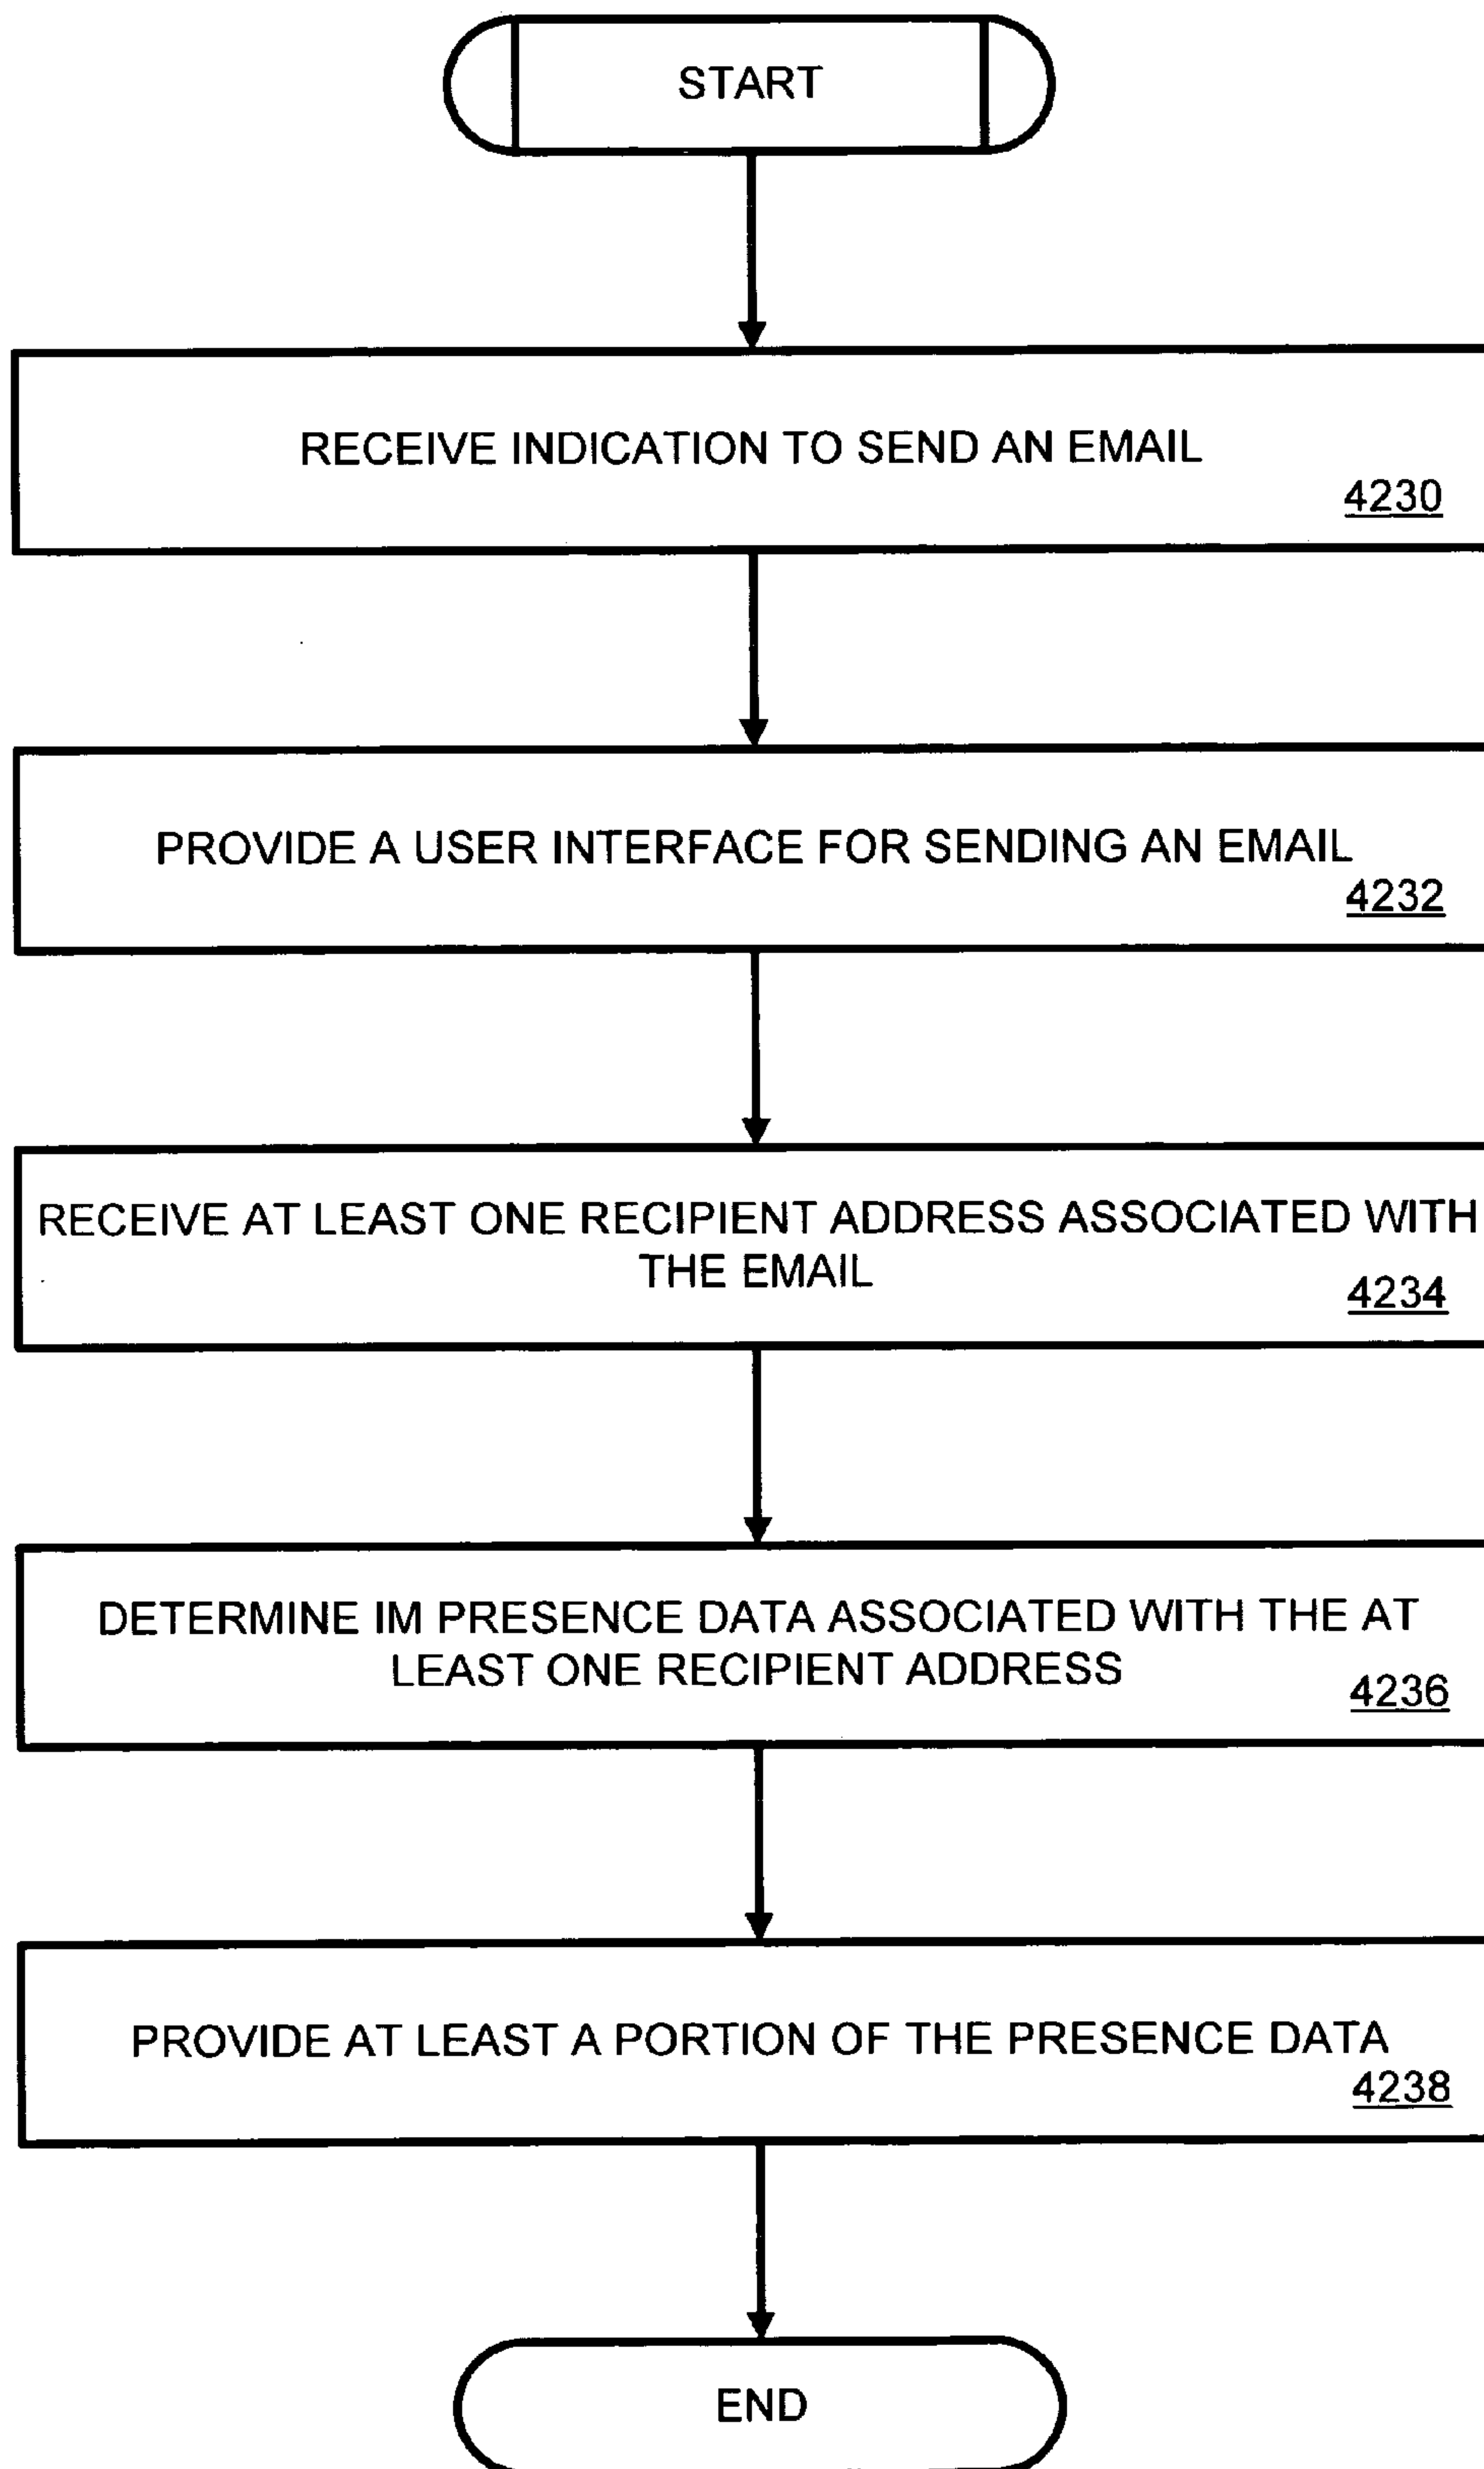 START
RECEIVE INDICATION TO SEND AN EMAIL
4230
PROVIDE A USER INTERFACE FOR SENDING AN EMAIL
4232
RECEIVE AT LEAST ONE RECIPIENT ADDRESS ASSOCIATED WITH
THE EMAIL
4234
DETERMINE IM PRESENCE DATA ASSOCIATED WITH THE AT
LEAST ONE RECIPIENT ADDRESS
4236
PROVIDE AT LEAST A PORTION OF THE PRESENCE DATA
4238
END